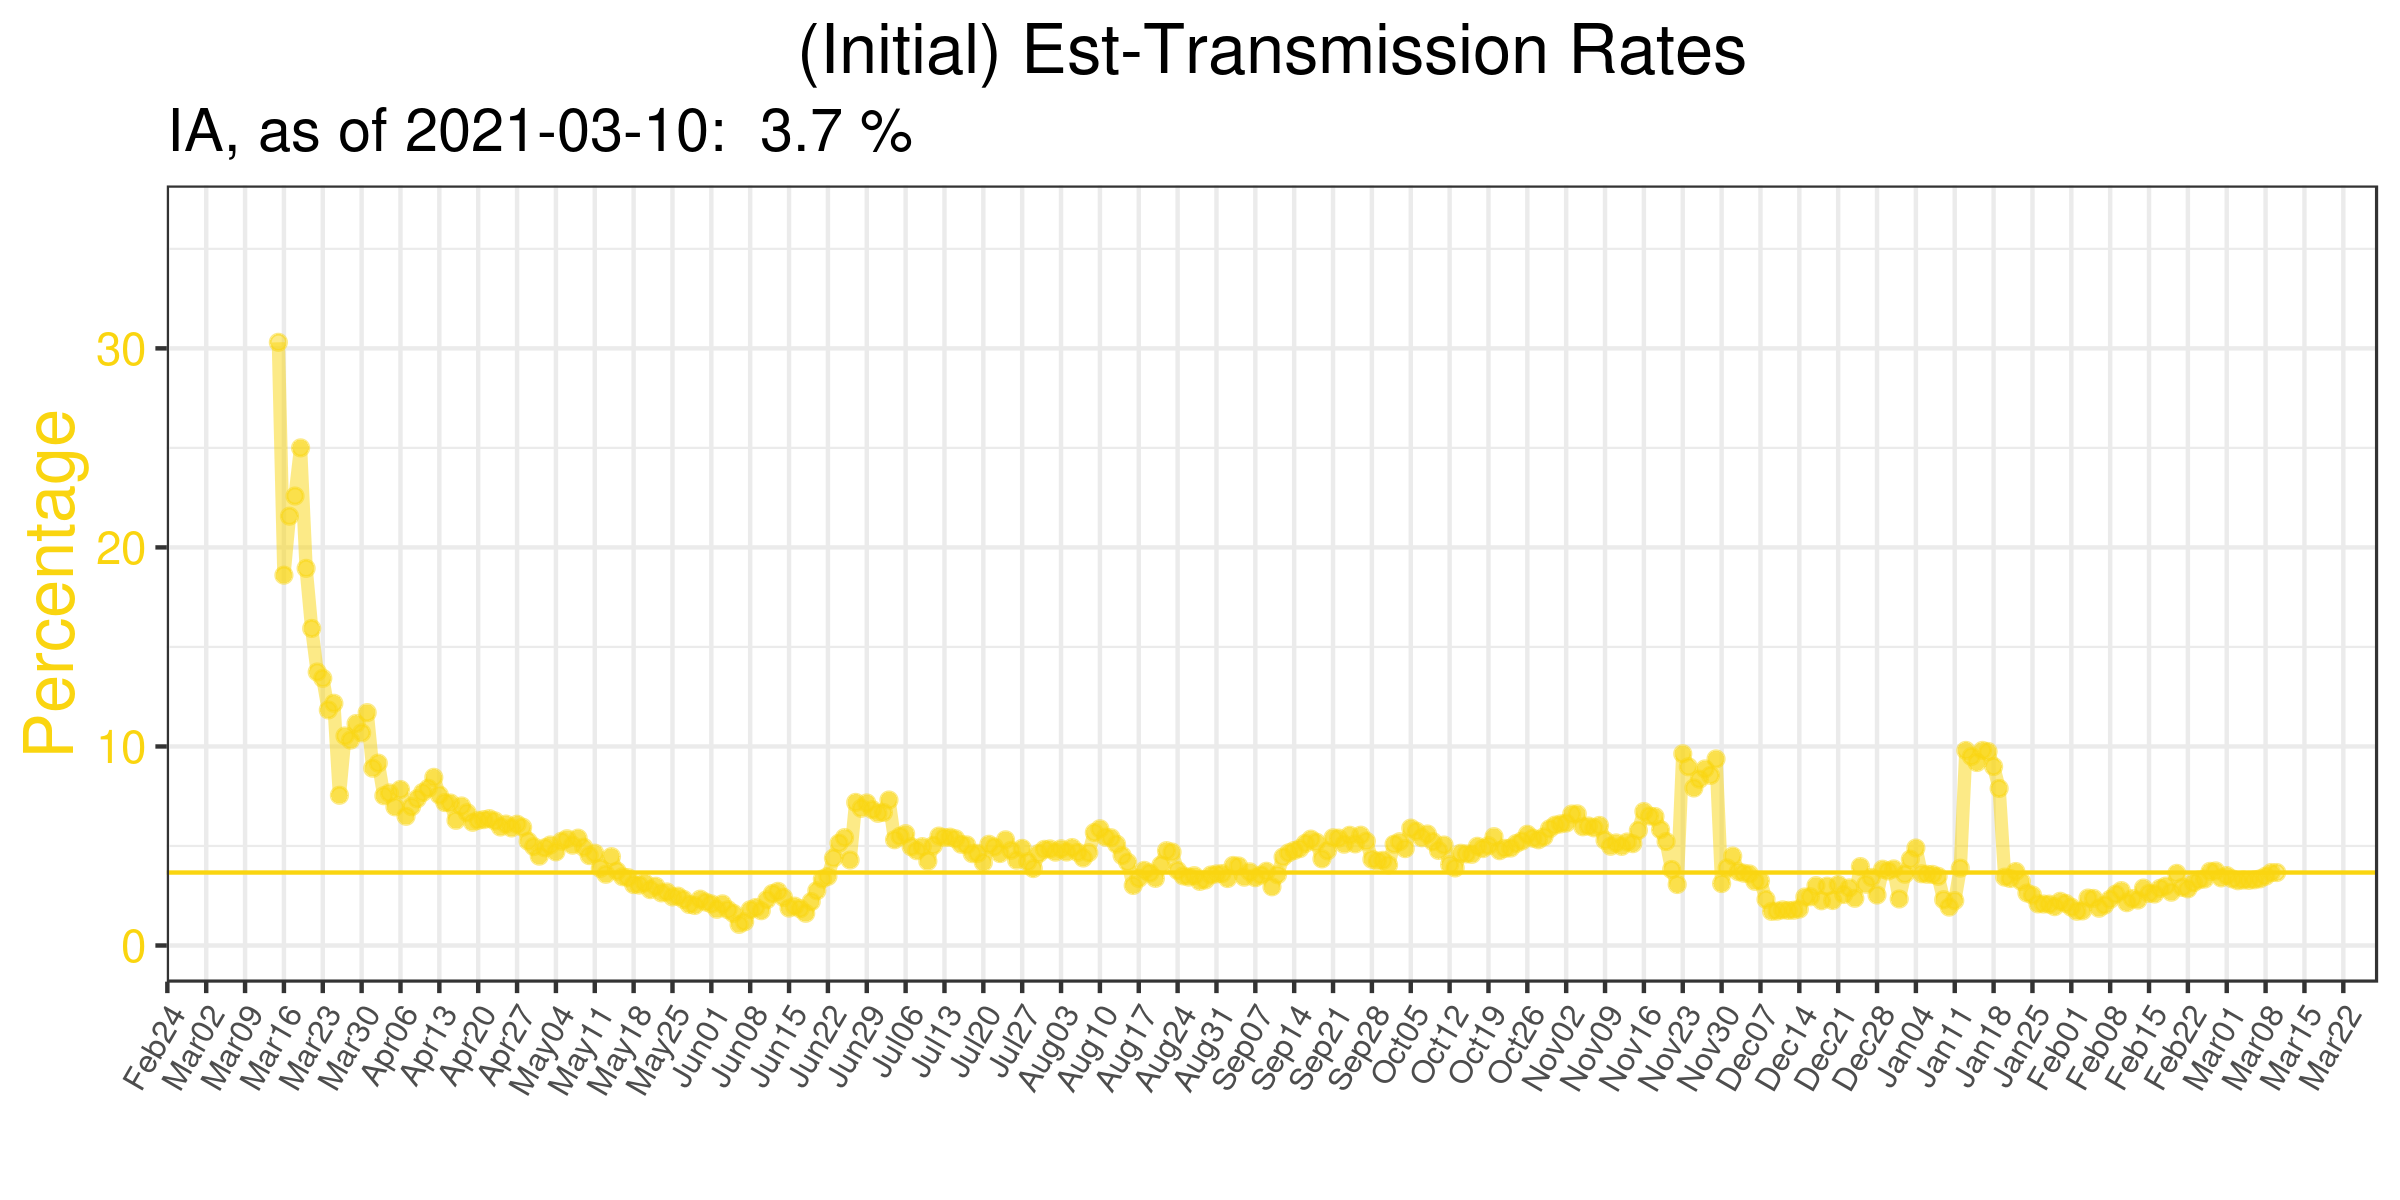 (Initial) Est-Transmission Rates
IA, as of 2021-03-10:  3.7 %
Percentage
30
20
10
0
Feb24
Mar02
Mar09
Mar16
Mar23
Mar30
Apr06
Apr13
Apr20
Apr27
May04
May11
May18
May25
Jun01
Jun08
Jun15
Jun22
Jun29
Jul06
Jul13
Jul20
Jul27
Aug03
Aug10
Aug17
Aug24
Aug31
Sep07
Sep14
Sep21
Sep28
Oct05
Oct12
Oct19
Oct26
Nov02
Nov09
Nov16
Nov23
Nov30
Dec07
Dec14
Dec21
Dec28
Jan04
Jan11
Jan18
Jan25
Feb01
Feb08
Feb15
Feb22
Mar01
Mar08
Mar15
Mar22